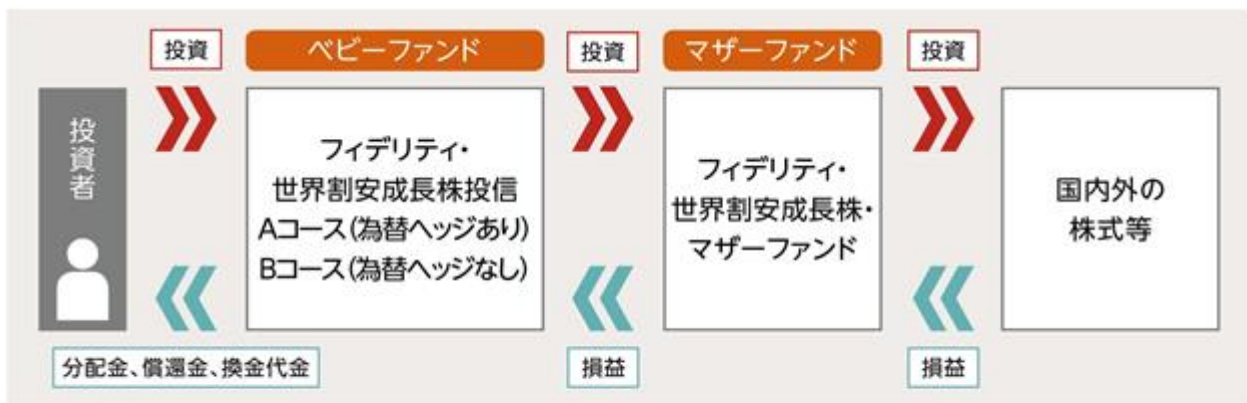 投資
ベビーファンド
投資
マザーファンド
投資
投資者
フィデリティ・
世界割安成長株投信
Aコース(為替ヘッジあり)
Bコース(為替ヘッジなし)
フィデリティ・
世界割安成長株・
マザーファンド
国内外の
株式等
分配金、償還金、換金代金
損益
損益